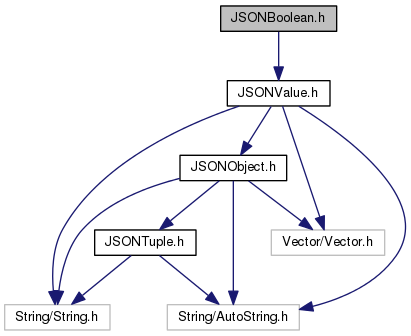 JSONBoolean.h
JSONValue.h
JSONObject.h
JSONTuple.h
Vector/Vector.h
String/String.h
String/AutoString.h